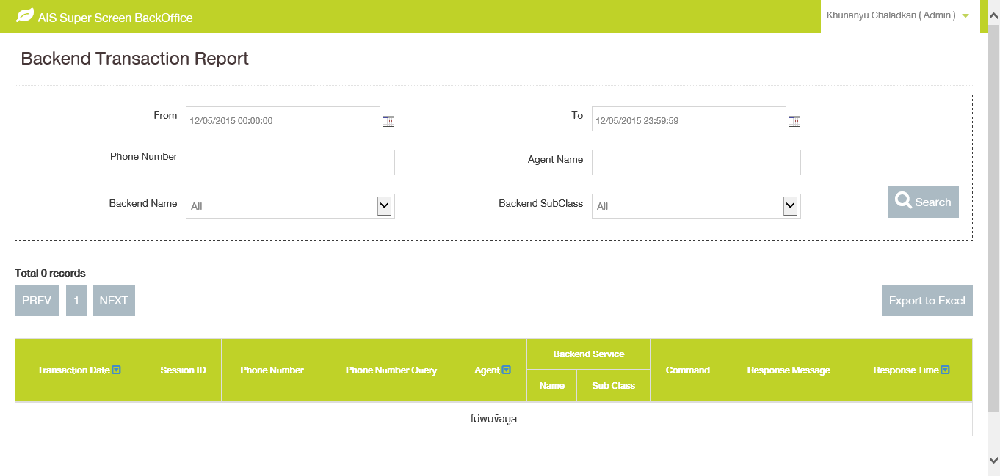 AIS Super Screen BackOffice
Khunanyu Chaladkan ( Admin )
Backend Transaction Report
From 12/05/2015 00:00:00 To 12/05/2015 23:59:59
Phone Number Agent Name
Backend Name All Backend SubClass All Search
Total 0 records
PREV 1 NEXT Export to Excel
Transaction Date Session ID Phone Number Phone Number Query Agent Backend Service Command Response Message Response Time
Name Sub Class
ไม่พบข้อมูล